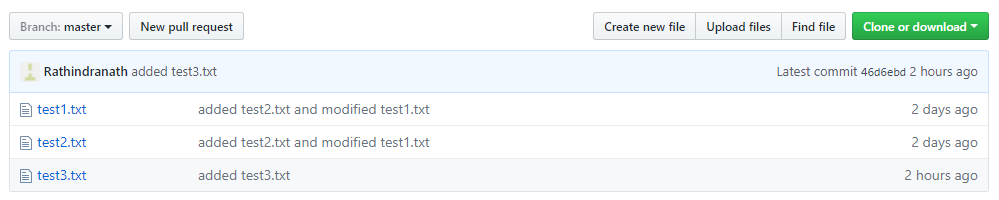 Branch: master New pull request Create new file Upload files Find file Clone or download
Rathindranath added test3.txt Latest commit 46d6ebd 2 hours ago
test1.txt added test2.txt and modified test1.txt 2 days ago
test2.txt added test2.txt and modified test1.txt 2 days ago
test3.txt added test3.txt 2 hours ago